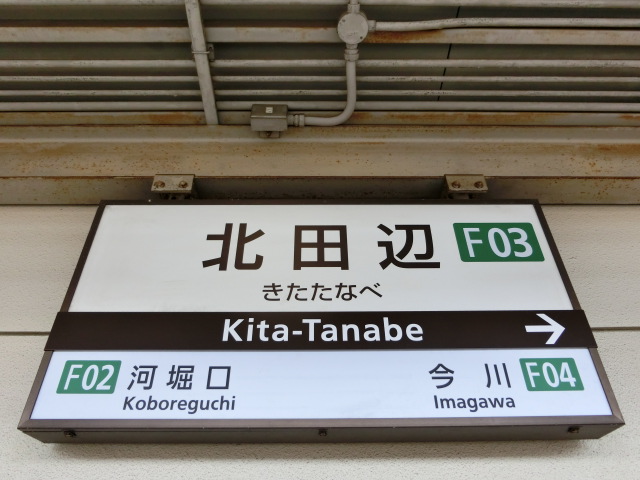 北田辺 F03
きたたなべ
Kita-Tanabe
F02 河堀口
Koboreguchi
今川 F04
Imagawa